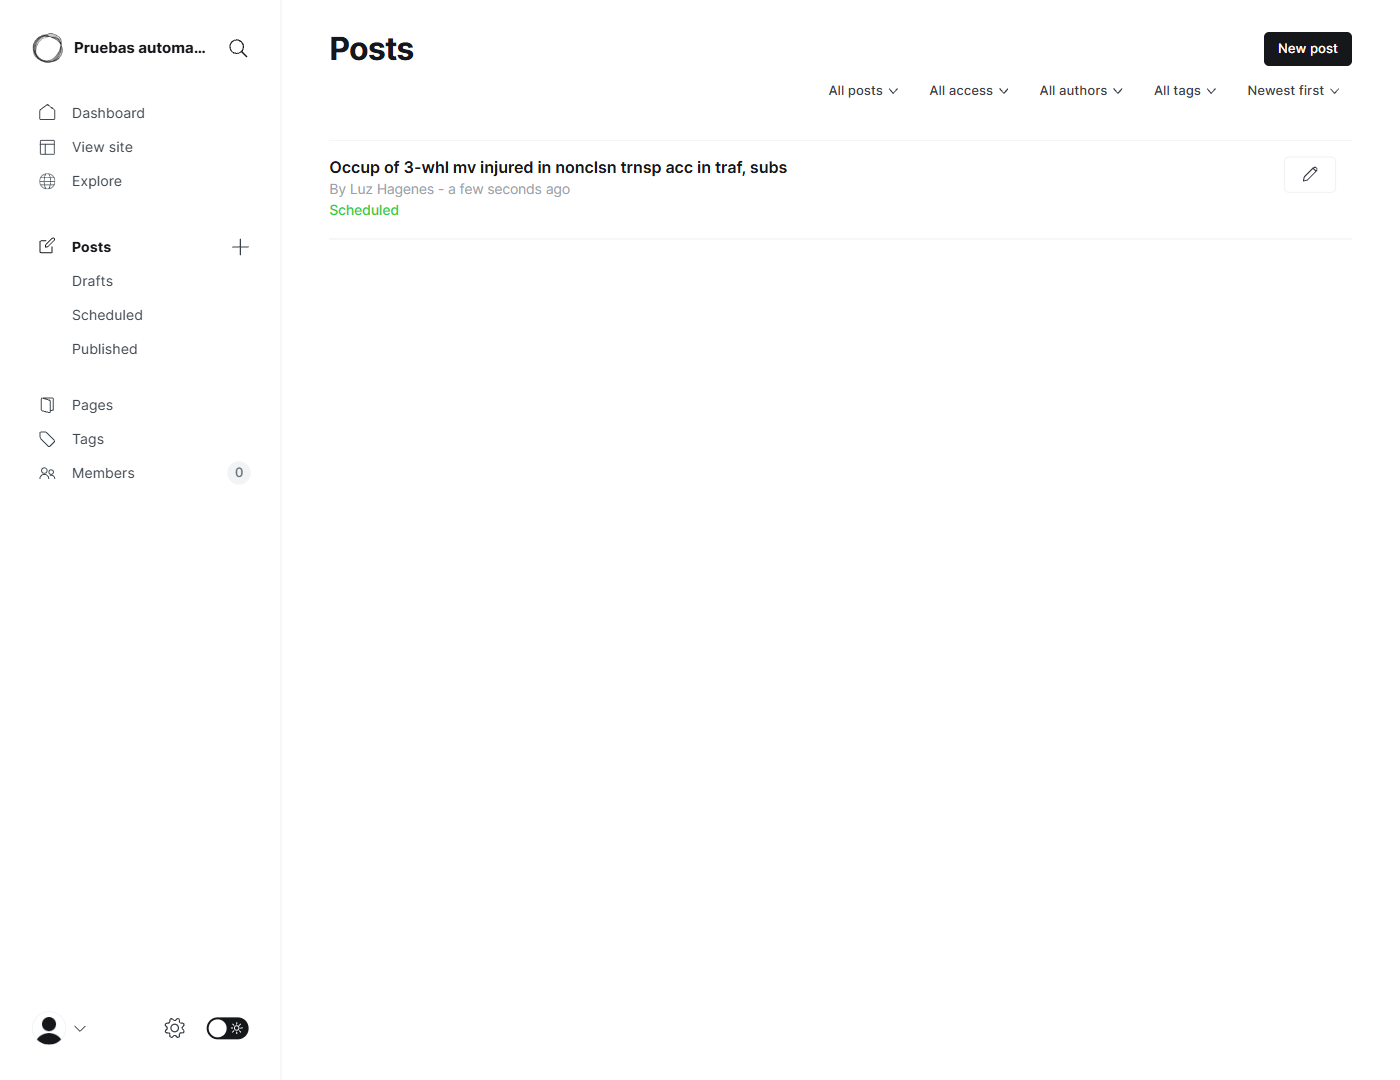 Pruebas automa...
Dashboard
View site
Explore
Posts
Drafts
Scheduled
Published
Pages
Tags
Members 0
Posts
New post
All posts All access All authors All tags Newest first
Occup of 3-whl mv injured in nonclsn trnsp acc in traf, subs
By Luz Hagenes - a few seconds ago
Scheduled